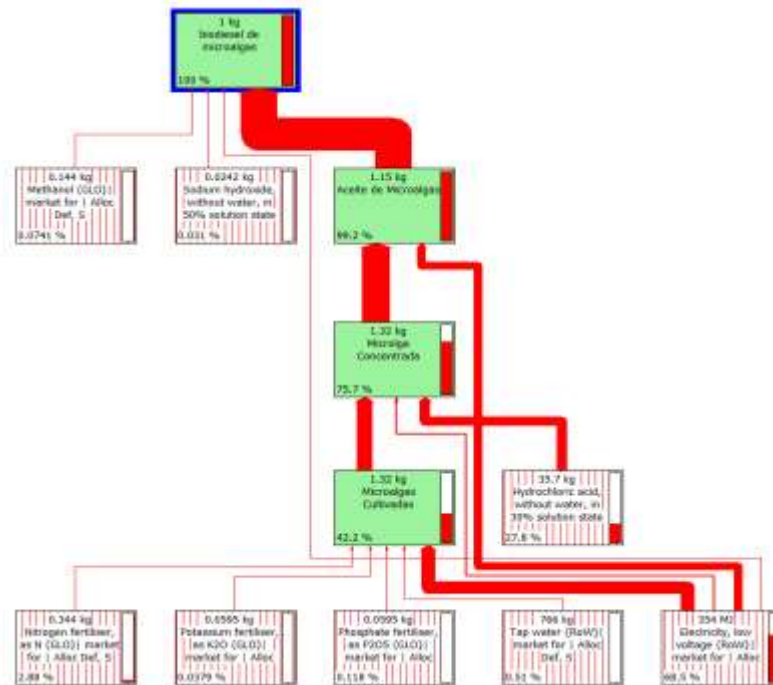 1 kg
biodiesel de
microalgas
100 %
0.144 kg
Methanol {GLO}|
market for | Alloc
Def, S
0.0741 %
0.0242 kg
Sodium hydroxide,
without water, in
50% solution state
0.031 %
1.15 kg
Aceite de Microalgas
99.2 %
1.32 kg
Microlga
Concentrada
75.7 %
1.32 kg
Microalgas
Cultivadas
42.2 %
35.7 kg
Hydrochloric acid,
without water, in
30% solution state
27.8 %
0.344 kg
Nitrogen fertiliser,
as N {GLO}| market
for | Alloc Def, S
2.88 %
0.0595 kg
Potassium fertiliser,
as K2O {GLO}|
market for | Alloc
0.0379 %
0.0595 kg
Phosphate fertiliser,
as P2O5 {GLO}|
market for | Alloc
0.118 %
766 kg
Tap water {RoW}|
market for | Alloc
Def, S
0.51 %
354 MJ
Electricity, low
voltage {RoW}|
market for | Alloc
68.5 %